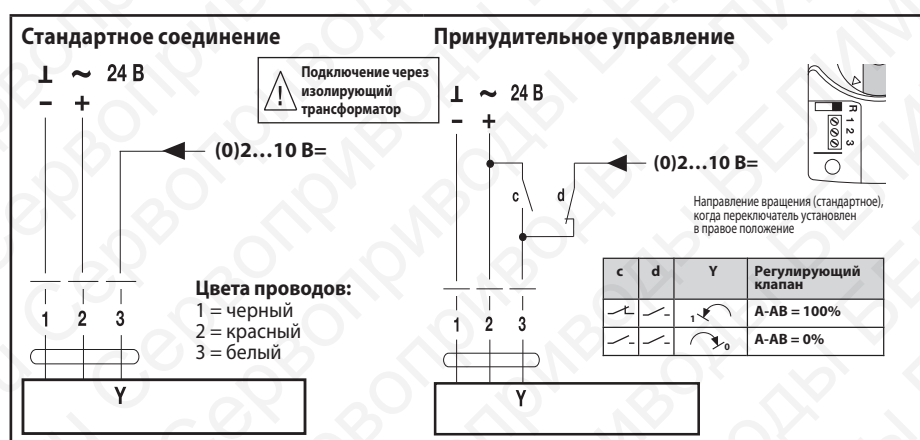 Стандартное соединение
⊥ ~ 24 В
– +
(0)2…10 В=
Цвета проводов:
1 = черный
2 = красный
3 = белый
1 2 3
Y
Подключение через
изолирующий
трансформатор
Принудительное управление
⊥ ~ 24 В
– +
(0)2…10 В=
c d
1 2 3
Y
R 1 2 3
Направление вращения (стандартное),
когда переключатель установлен
в правое положение
c d Y Регулирующий
клапан
1 A-AB = 100%
0 A-AB = 0%
Сервоприводы БЕЛИМО